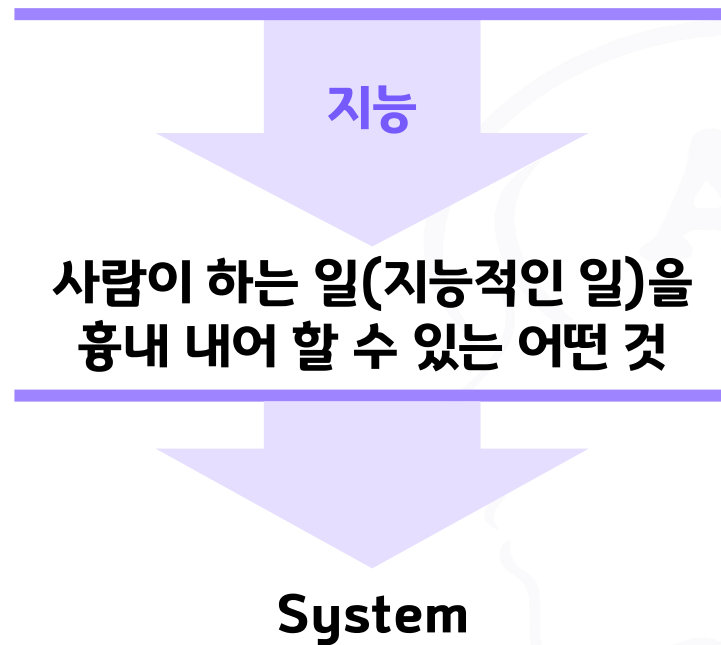 지능
사람이 하는 일(지능적인 일)을
흉내 내어 할 수 있는 어떤 것
System